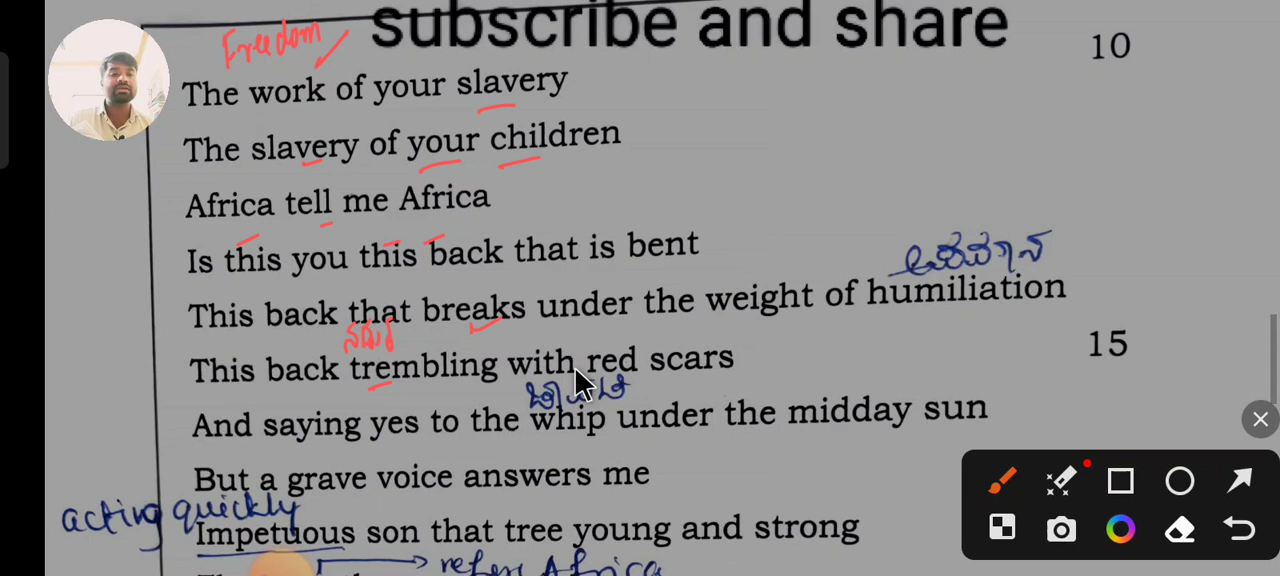 subscribe and share
Freedom
10
The work of your slavery
The slavery of your children
Africa tell me Africa
Is this you this back that is bent
ಅವಮಾನ
This back that breaks under the weight of humiliation
ನಡುಕ
15
This back trembling with red scars
And saying yes to the whip under the midday sun
But a grave voice answers me
acting quickly
Impetuous son that tree young and strong
refers Africa